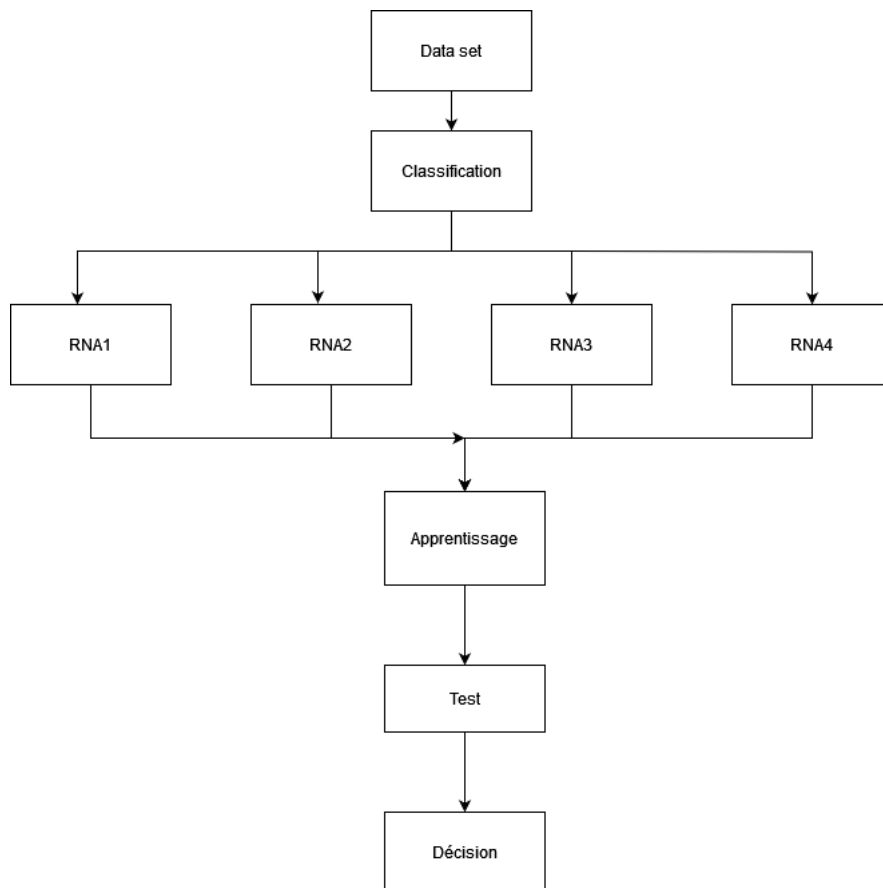 Data set
Classification
RNA1
RNA2
RNA3
RNA4
Apprentissage
Test
Décision